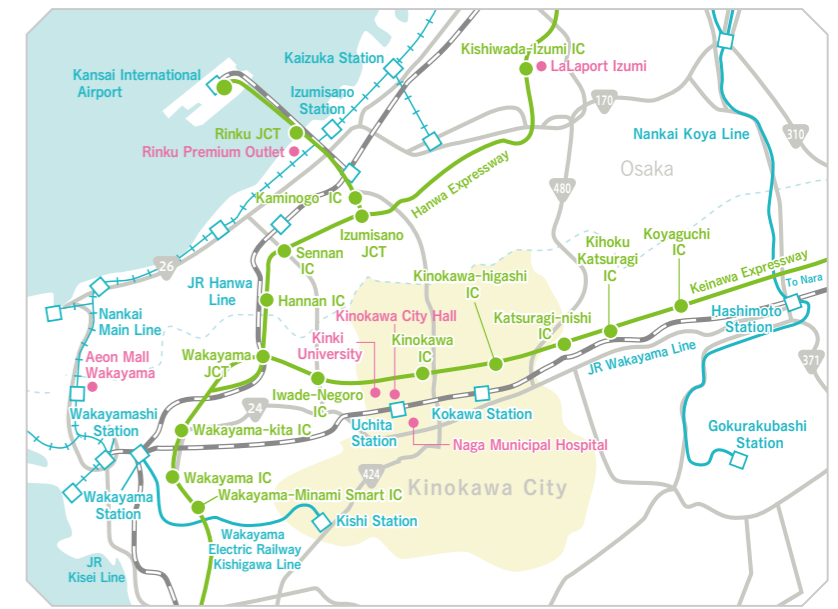 Kishiwada-Izumi IC
LaLaport Izumi
Kaizuka Station
Kansai International
Airport
Izumisano
Station
170
Rinku JCT
Rinku Premium Outlet
Nankai Koya Line
310
Osaka
Hanwa Expressway
480
Kaminogo IC
Izumisano
JCT
Sennan
IC
26
JR Hanwa
Line
Hannan IC
Kinokawa-higashi
IC
Kihoku
Katsuragi
IC
Koyaguchi
IC
Keinawa Expressway
To Nara
Nankai
Main Line
Kinokawa City Hall
Katsuragi-nishi
IC
Hashimoto
Station
Kinki
University
Kinokawa
IC
Aeon Mall
Wakayama
Wakayama
JCT
JR Wakayama Line
371
Iwade-Negoro
IC
24
Wakayamashi
Station
Wakayama-kita IC
Uchita
Station
Kokawa Station
Naga Municipal Hospital
Gokurakubashi
Station
424
Wakayama IC
Wakayama
Station
Wakayama-Minami Smart IC
Kinokawa City
Kishi Station
Wakayama
Electric Railway
Kishigawa Line
JR
Kisei Line